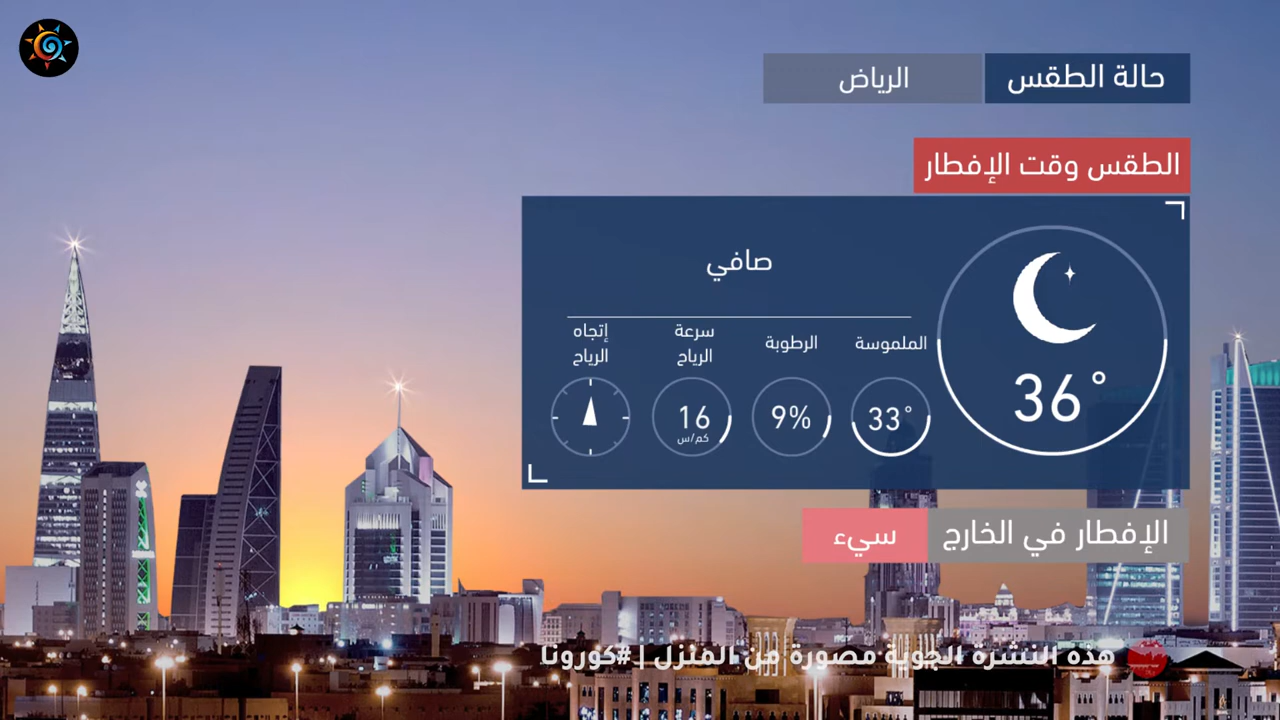 حالة الطقس
الرياض
الطقس وقت الإفطار
صافي
36°
الملموسة
33°
الرطوبة
9%
سرعة
الرياح
16
كم/س
إتجاه
الرياح
الإفطار في الخارج
سيء
هذه النشرة الجوية مصورة من المنزل | #كورونا